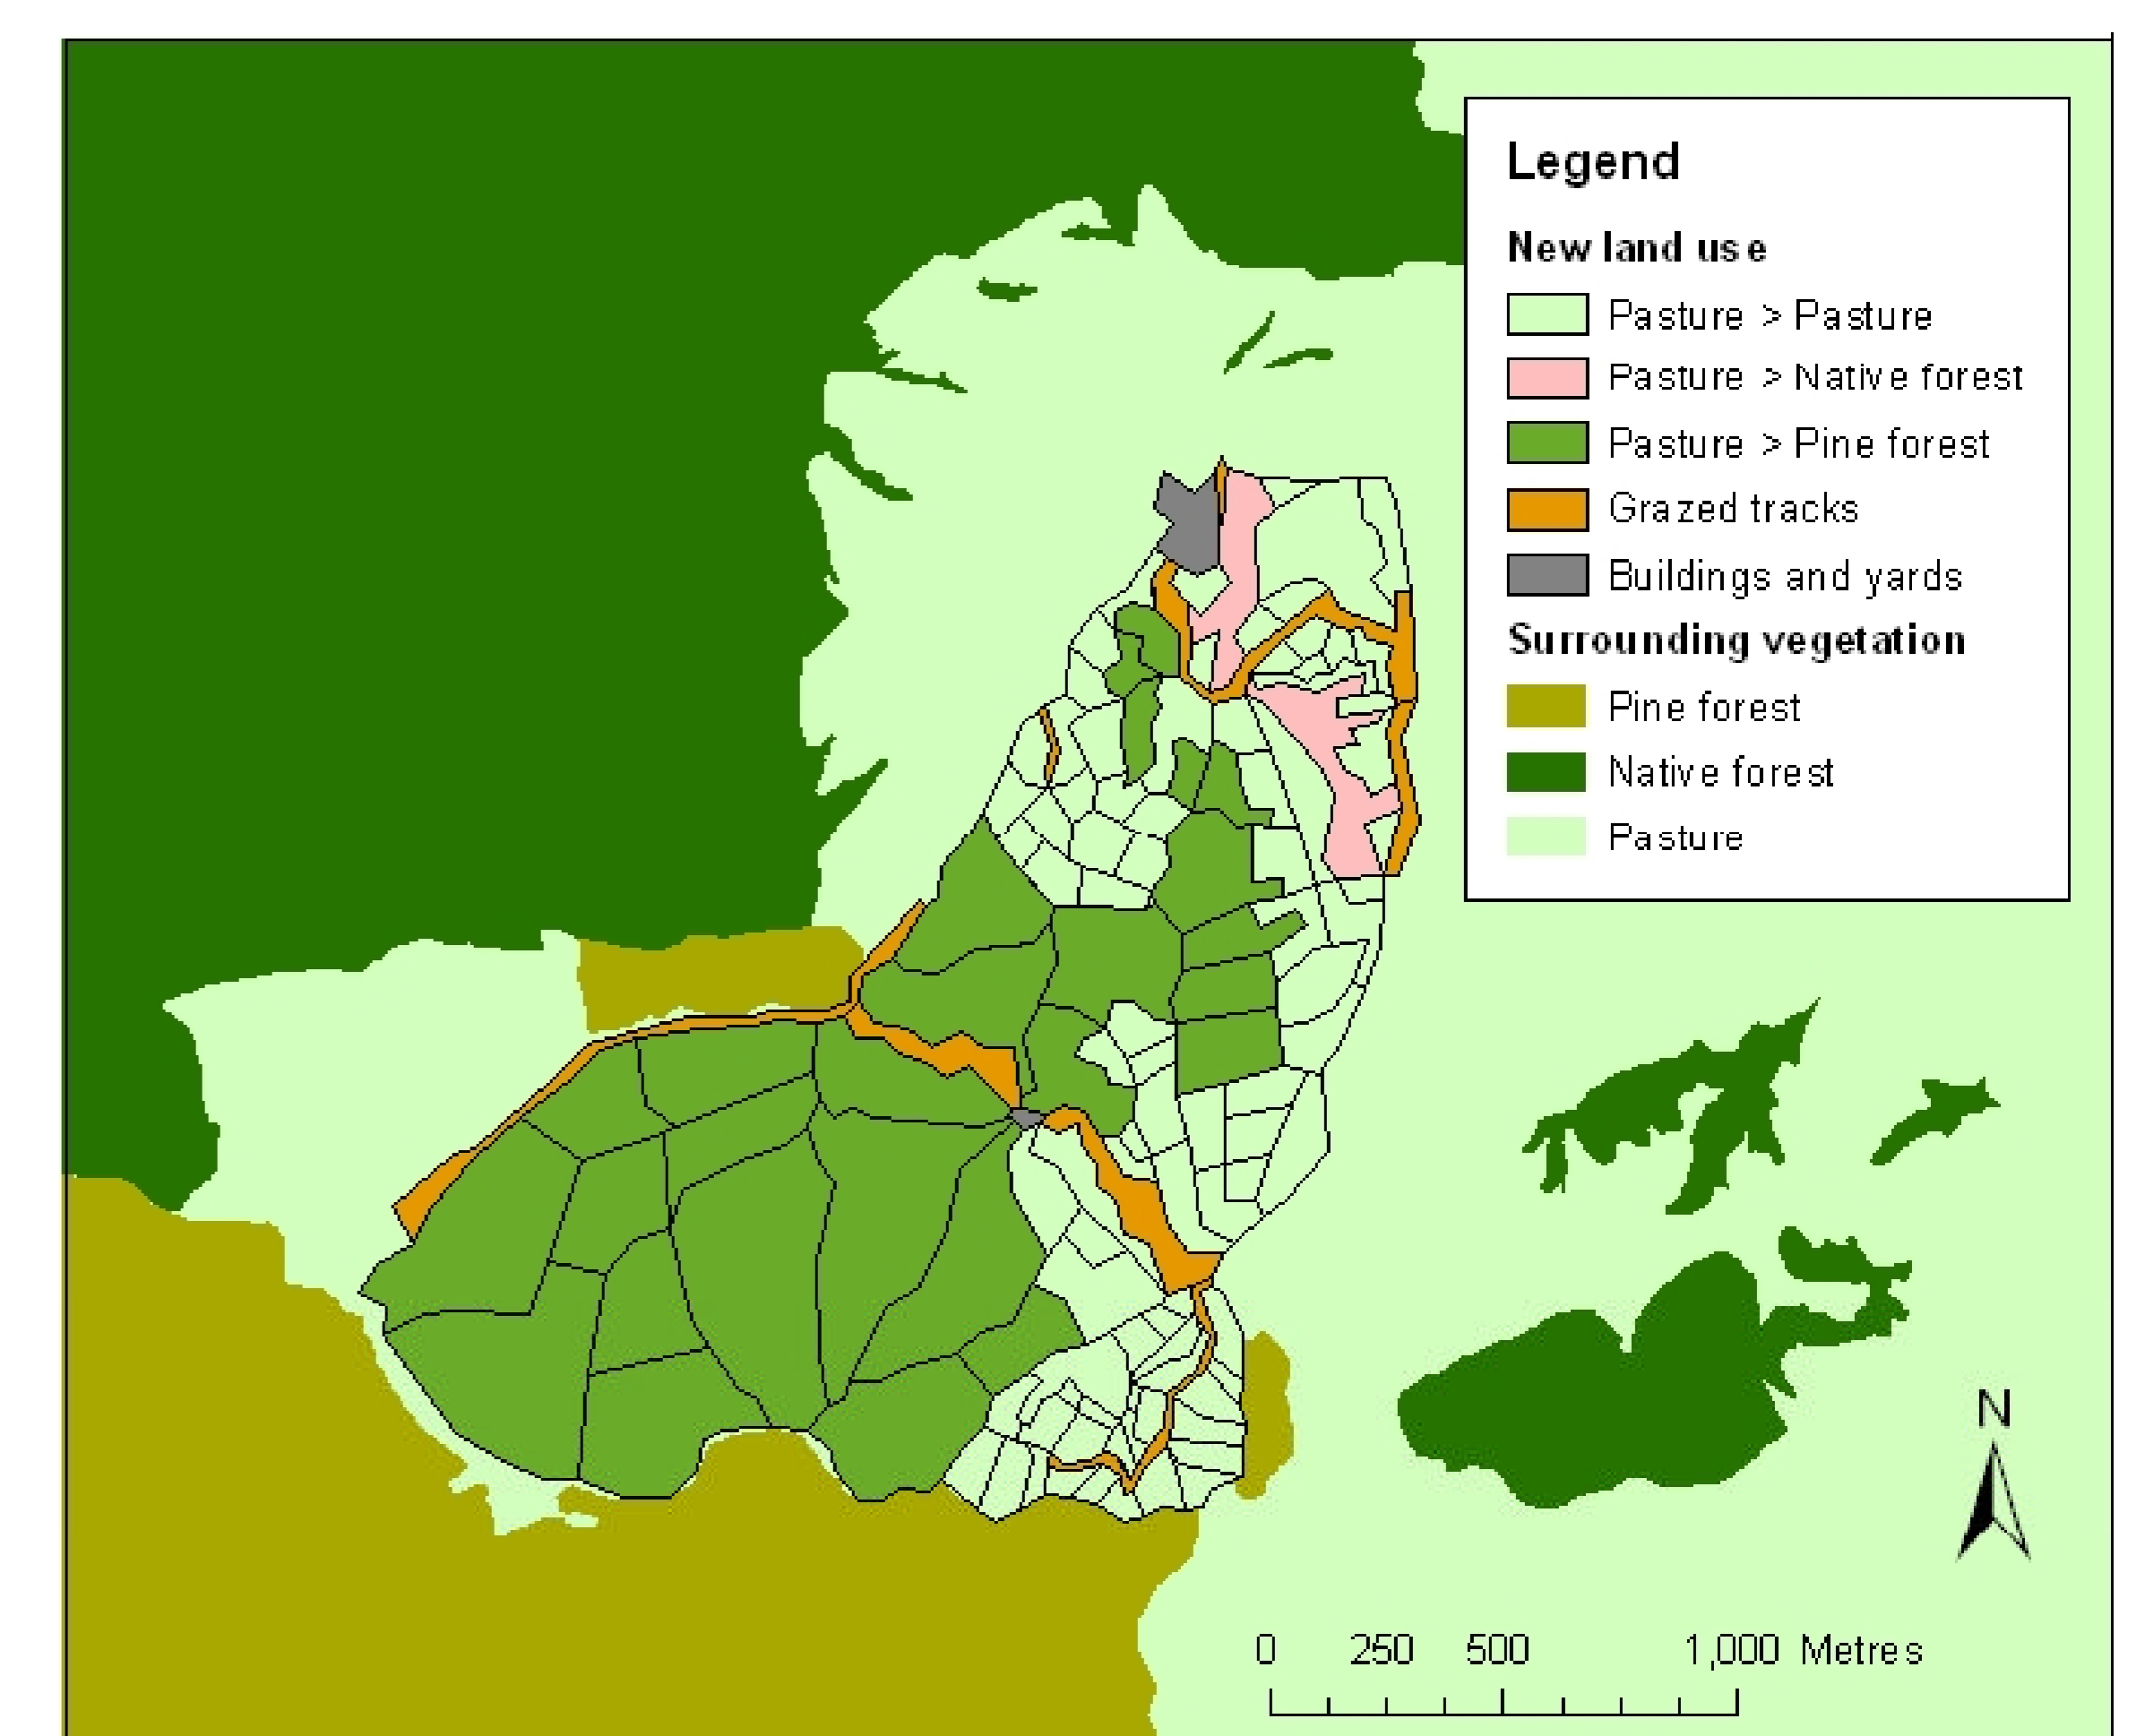 Legend
New land use
Pasture > Pasture
Pasture > Native forest
Pasture > Pine forest
Grazed tracks
Buildings and yards
Surrounding vegetation
Pine forest
Native forest
Pasture
N
0 250 500 1,000 Metres